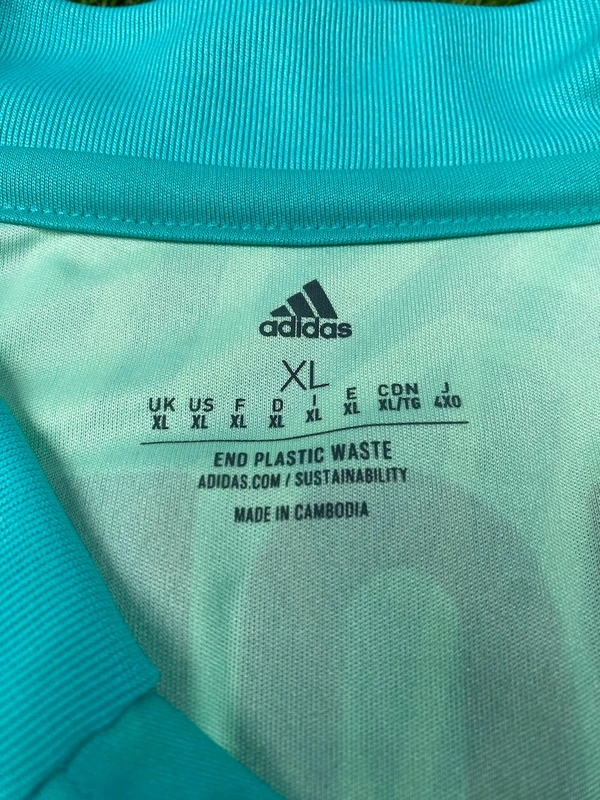 adidas
XL
UK US F D I E CDN J
XL XL XL XL XL XL XL/TG 4XO
END PLASTIC WASTE
ADIDAS.COM / SUSTAINABILITY
MADE IN CAMBODIA